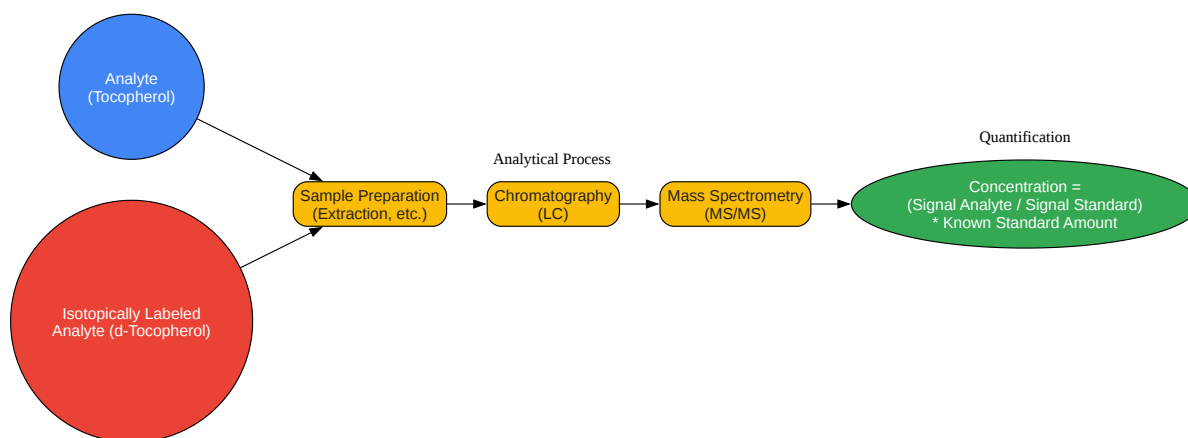 Analyte
(Tocopherol)
Isotopically Labeled
Analyte (d-Tocopherol)
Analytical Process
Sample Preparation
(Extraction, etc.)
Chromatography
(LC)
Mass Spectrometry
(MS/MS)
Quantification
Concentration =
(Signal Analyte / Signal Standard)
* Known Standard Amount